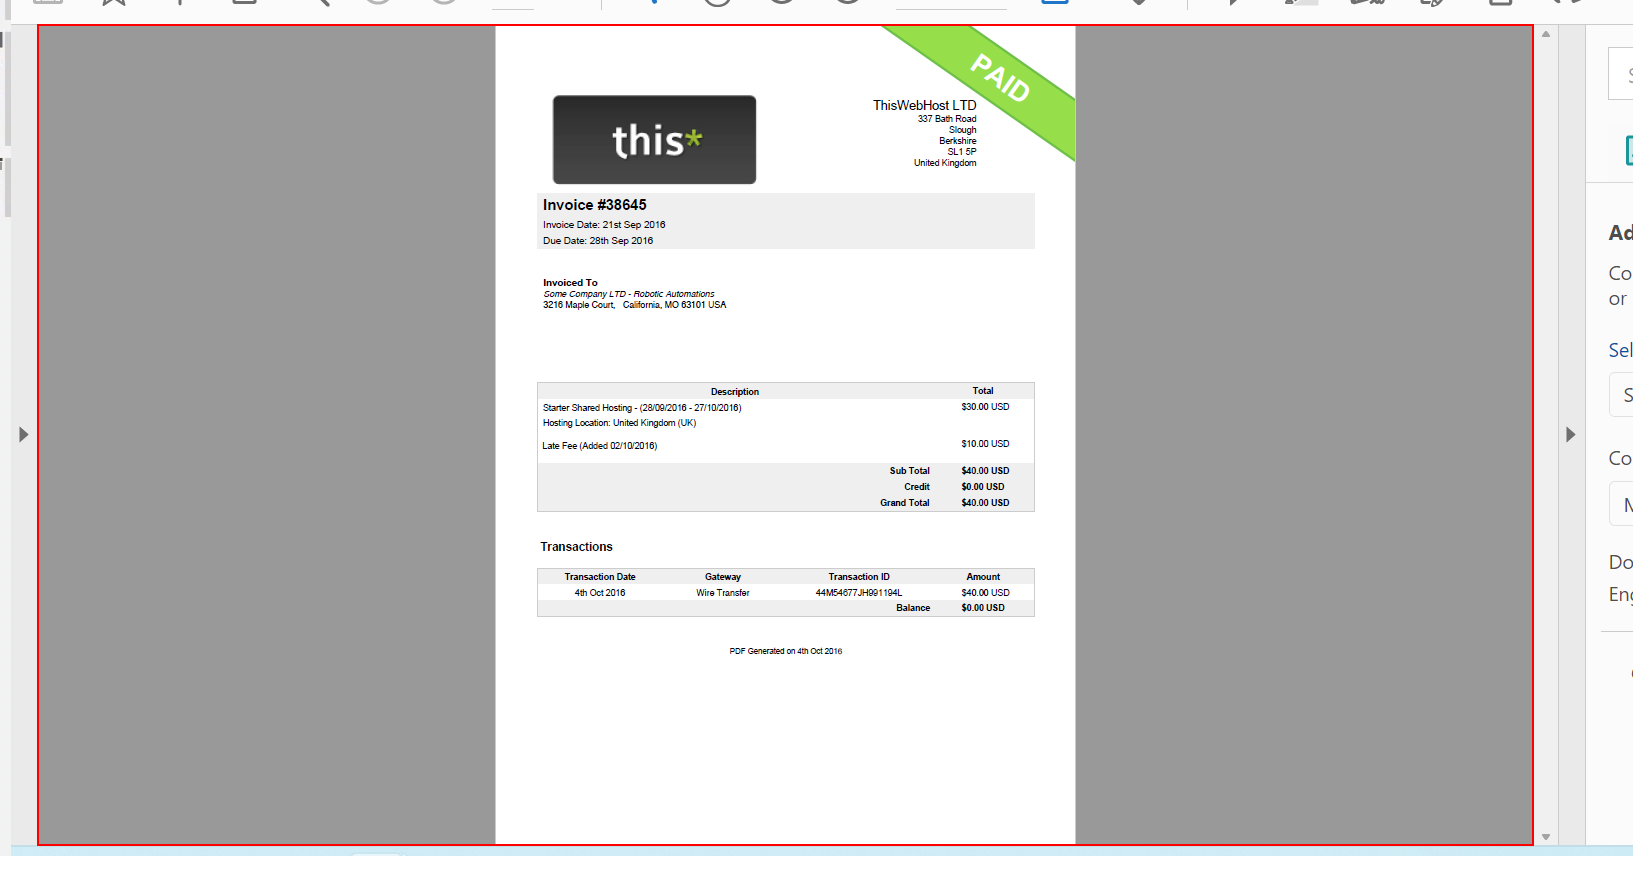 PAID
this*
ThisWebHost LTD
337 Bath Road
Slough
Berkshire
SL1 5P
United Kingdom
Invoice #38645
Invoice Date: 21st Sep 2016
Due Date: 28th Sep 2016
Invoiced To
Some Company LTD - Robotic Automations
3216 Maple Court, California, MO 63101 USA
Description Total
Starter Shared Hosting - (28/09/2016 - 27/10/2016) $30.00 USD
Hosting Location: United Kingdom (UK)
Late Fee (Added 02/10/2016) $10.00 USD
Sub Total $40.00 USD
Credit $0.00 USD
Grand Total $40.00 USD
Transactions
Transaction Date Gateway Transaction ID Amount
4th Oct 2016 Wire Transfer 44M54677JH991194L $40.00 USD
Balance $0.00 USD
PDF Generated on 4th Oct 2016
Ad
Co
or
Sel
S
Co
Do
Eng